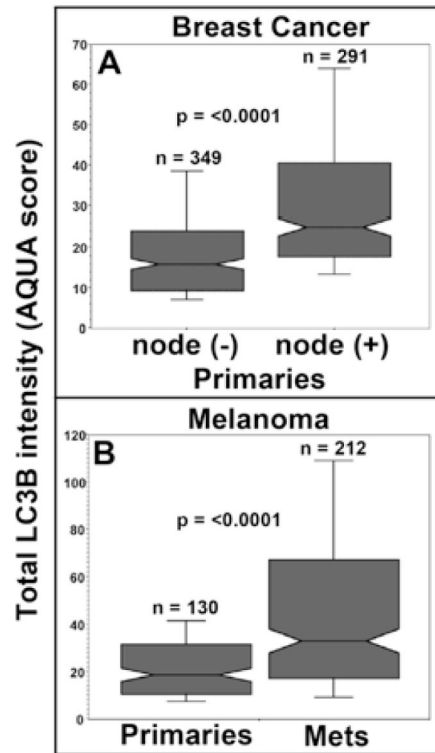 Breast Cancer
A
n = 291
p = <0.0001
n = 349
70
60
50
40
30
20
10
0
node (-) node (+)
Primaries
Total LC3B intensity (AQUA score)
Melanoma
B
n = 212
p = <0.0001
n = 130
120
100
80
60
40
20
0
Primaries Mets